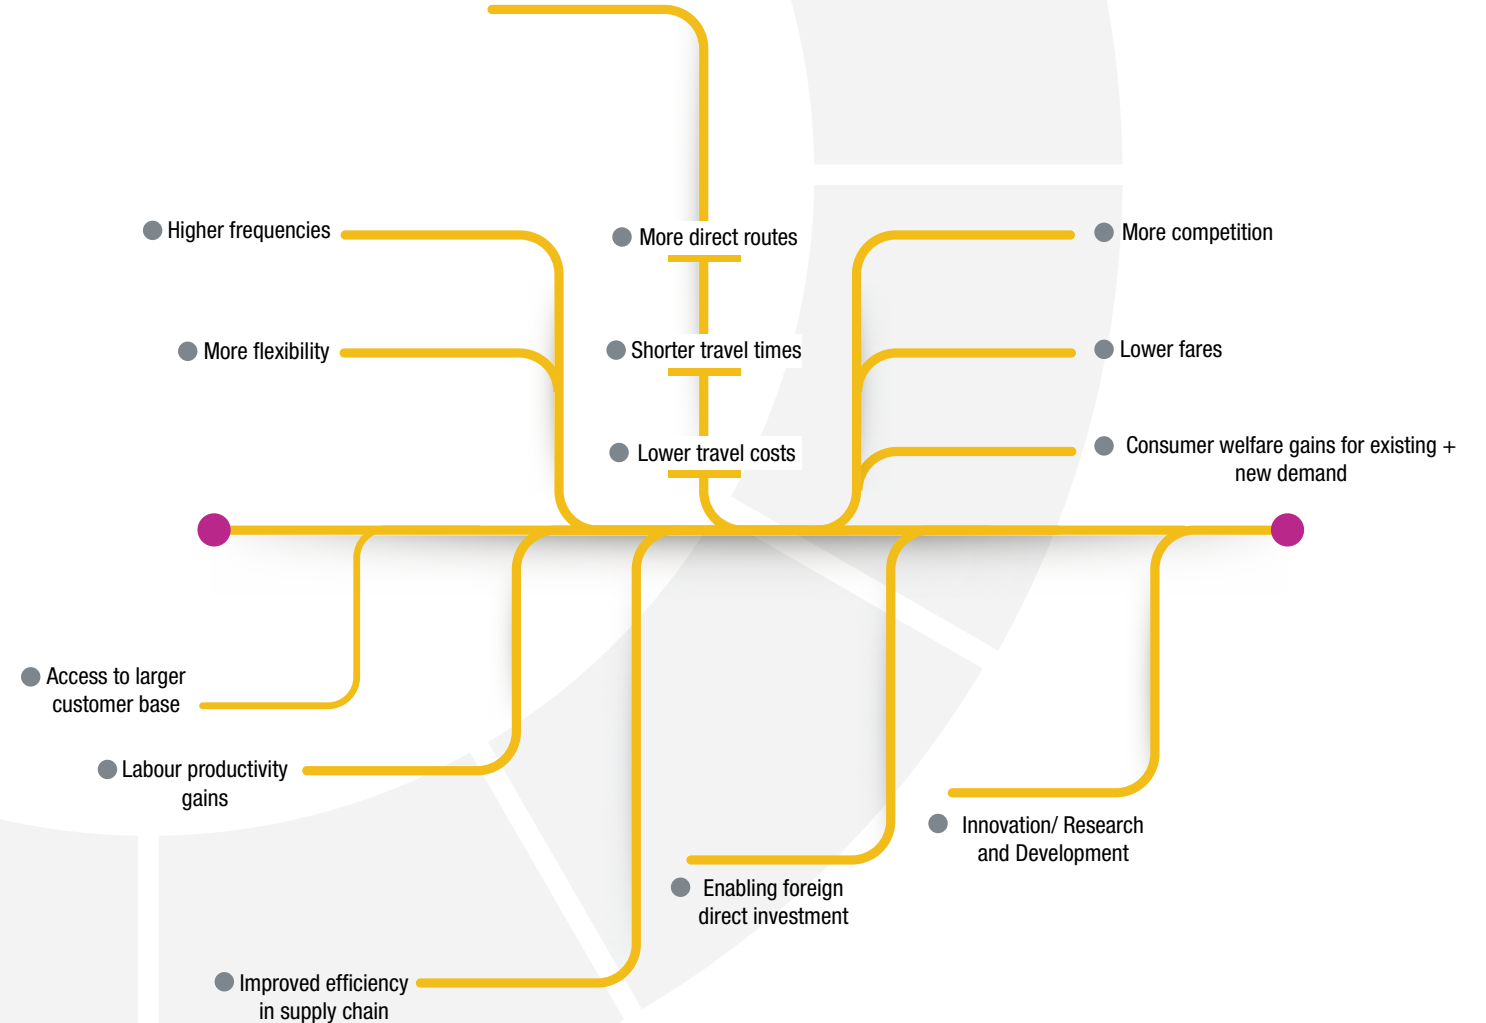 Higher frequencies
More direct routes
More competition
More flexibility
Shorter travel times
Lower fares
Lower travel costs
Consumer welfare gains for existing +
new demand
Access to larger
customer base
Labour productivity
gains
Innovation/ Research
and Development
Enabling foreign
direct investment
Improved efficiency
in supply chain